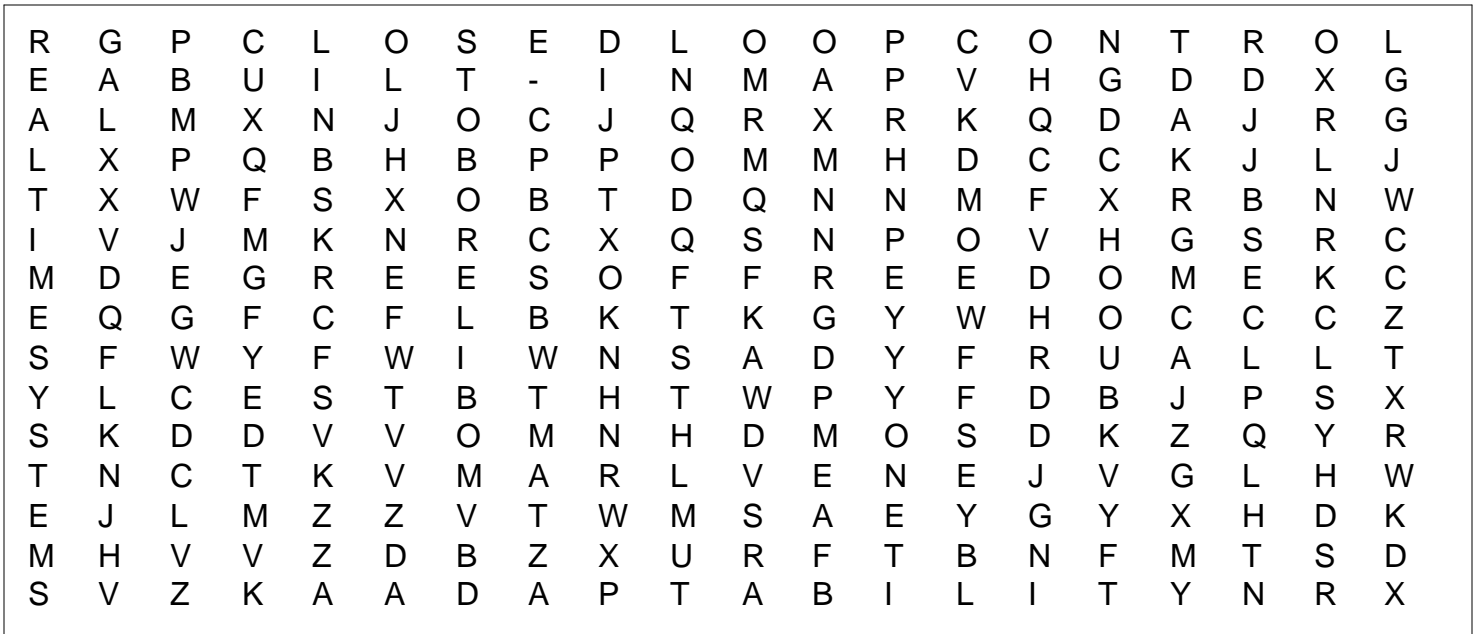 R G P C L O S E D L O O P C O N T R O L
E A B U I L T - I N M A P V H G D D X G
A L M X N J O C J Q R X R K Q D A J R G
L X P Q B H B P P O M M H D C C K J L J
T X W F S X O B T D Q N N M F X R B N W
I V J M K N R C X Q S N P O V H G S R C
M D E G R E E S O F F R E E D O M E K C
E Q G F C F L B K T K G Y W H O C C C Z
S F W Y F W I W N S A D Y F R U A L L T
Y L C E S T B T H T W P Y F D B J P S X
S K D D V V O M N H D M O S D K Z Q Y R
T N C T K V M A R L V E N E J V G L H W
E J L M Z Z V T W M S A E Y G Y X H D K
M H V V Z D B Z X U R F T B N F M T S D
S V Z K A A D A P T A B I L I T Y N R X